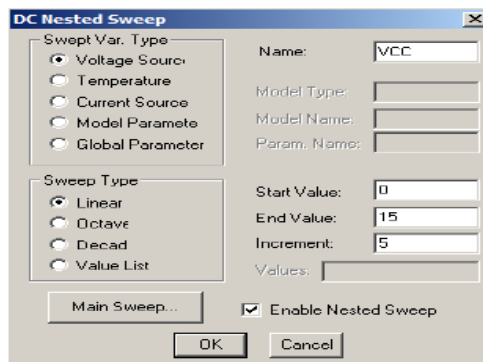 DC Nested Sweep
Swept Var. Type
Voltage Sourc
Temperature
Current Source
Model Paramete
Global Parameter
Name: VCC
Model Type:
Model Name:
Param. Name:
Sweep Type
Linear
Octave
Decad
Value List
Start Value: 0
End Value: 15
Increment: 5
Values:
Main Sweep...
Enable Nested Sweep
OK
Cancel